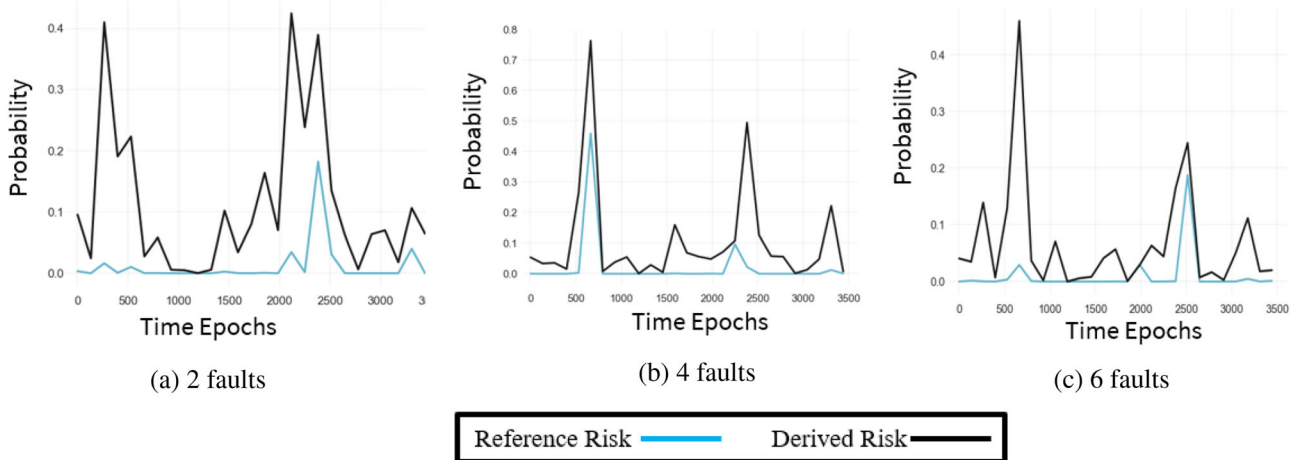 0.4
0.3
0.2
0.1
0.0
Probability
0 500 1000 1500 2000 2500 3000 3
Time Epochs
(a) 2 faults
0.8
0.7
0.6
0.5
0.4
0.3
0.2
0.1
0.0
Probability
0 500 1000 1500 2000 2500 3000 3500
Time Epochs
(b) 4 faults
0.4
0.3
0.2
0.1
0.0
Probability
0 500 1000 1500 2000 2500 3000 3500
Time Epochs
(c) 6 faults
Reference Risk Derived Risk